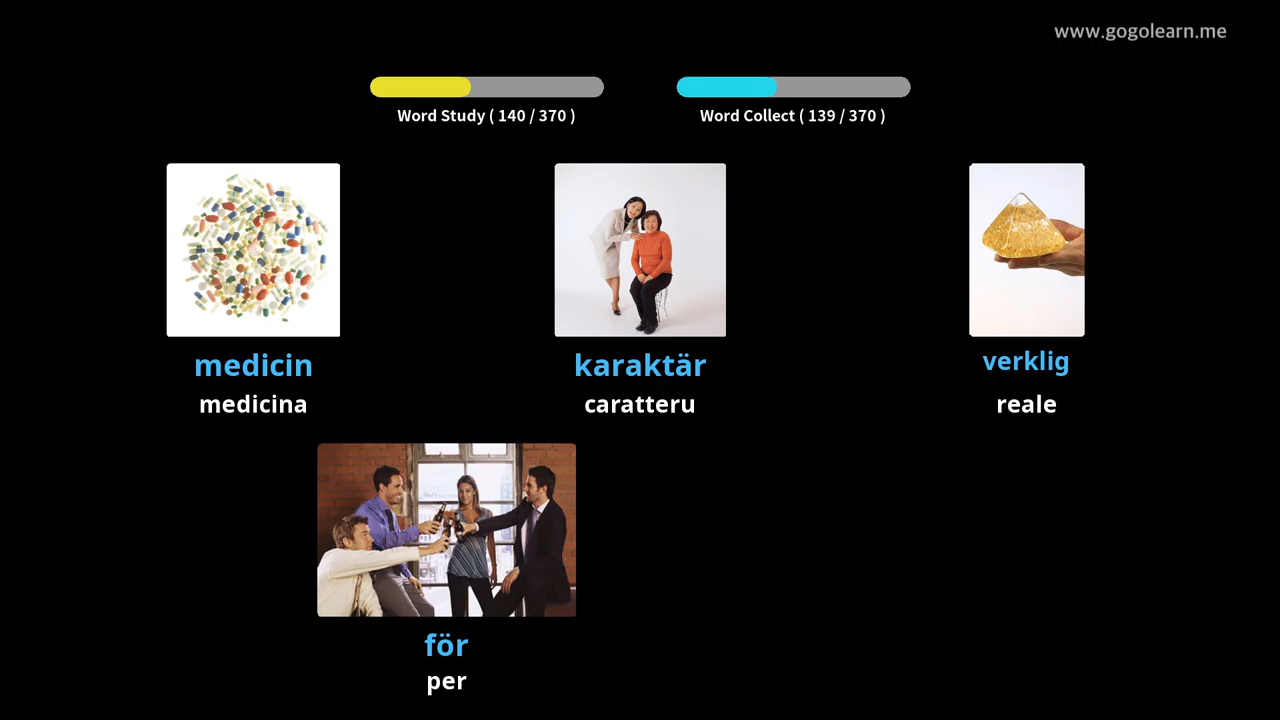 www.gogolearn.me
Word Study ( 140 / 370 )
Word Collect ( 139 / 370 )
medicin
medicina
karaktär
caratteru
verklig
reale
för
per